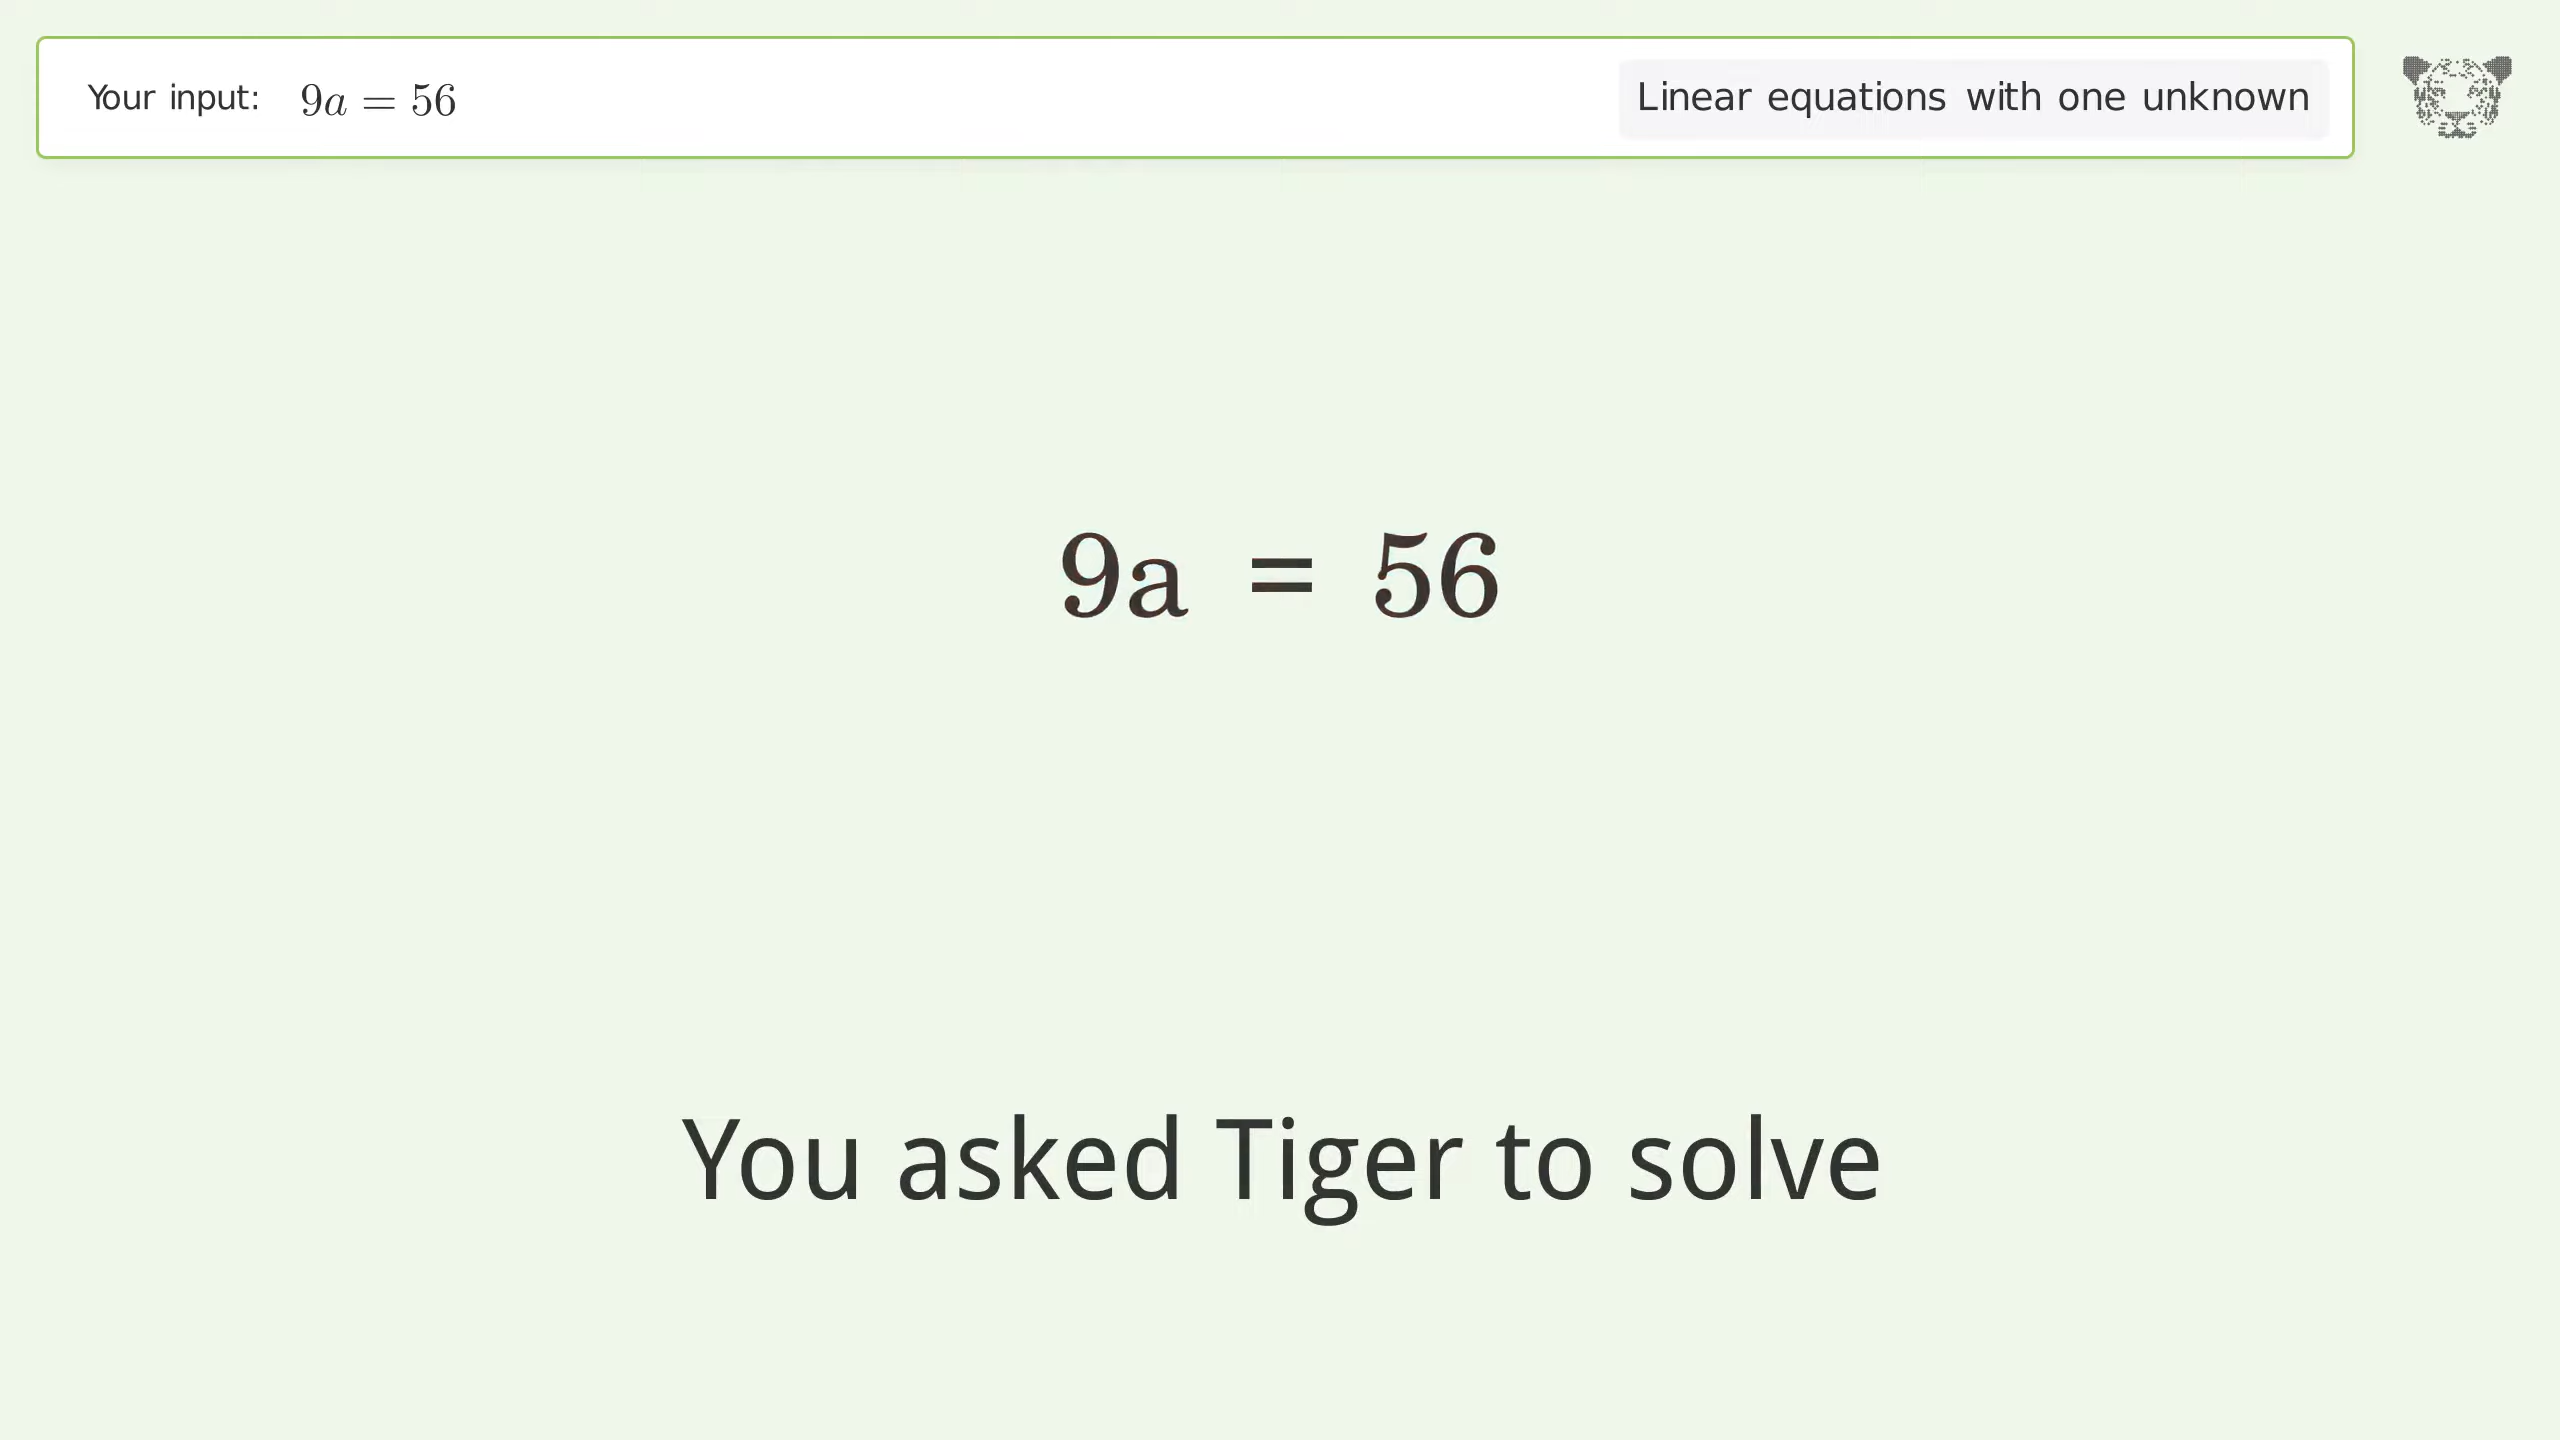 Your input: 9a = 56 Linear equations with one unknown
9a = 56
You asked Tiger to solve